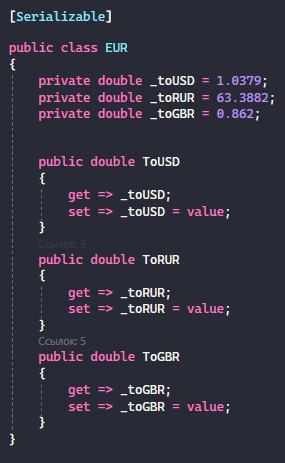 [Serializable]
public class EUR
{
private double _toUSD = 1.0379;
private double _toRUR = 63.3882;
private double _toGBR = 0.862;
public double ToUSD
{
get => _toUSD;
set => _toUSD = value;
}
Ссылок: 5
public double ToRUR
{
get => _toRUR;
set => _toRUR = value;
}
Ссылок: 5
public double ToGBR
{
get => _toGBR;
set => _toGBR = value;
}
}